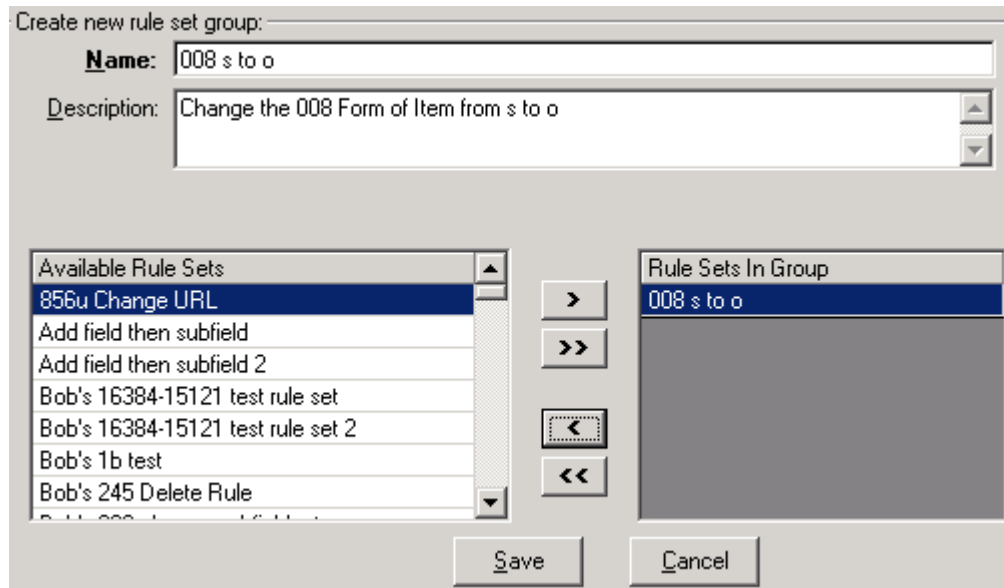 Create new rule set group:
Name: 008 s to o
Description: Change the 008 Form of Item from s to o
Available Rule Sets
856u Change URL
Add field then subfield
Add field then subfield 2
Bob's 16384-15121 test rule set
Bob's 16384-15121 test rule set 2
Bob's 1b test
Bob's 245 Delete Rule
>
>>
<
<<
Rule Sets In Group
008 s to o
Save
Cancel